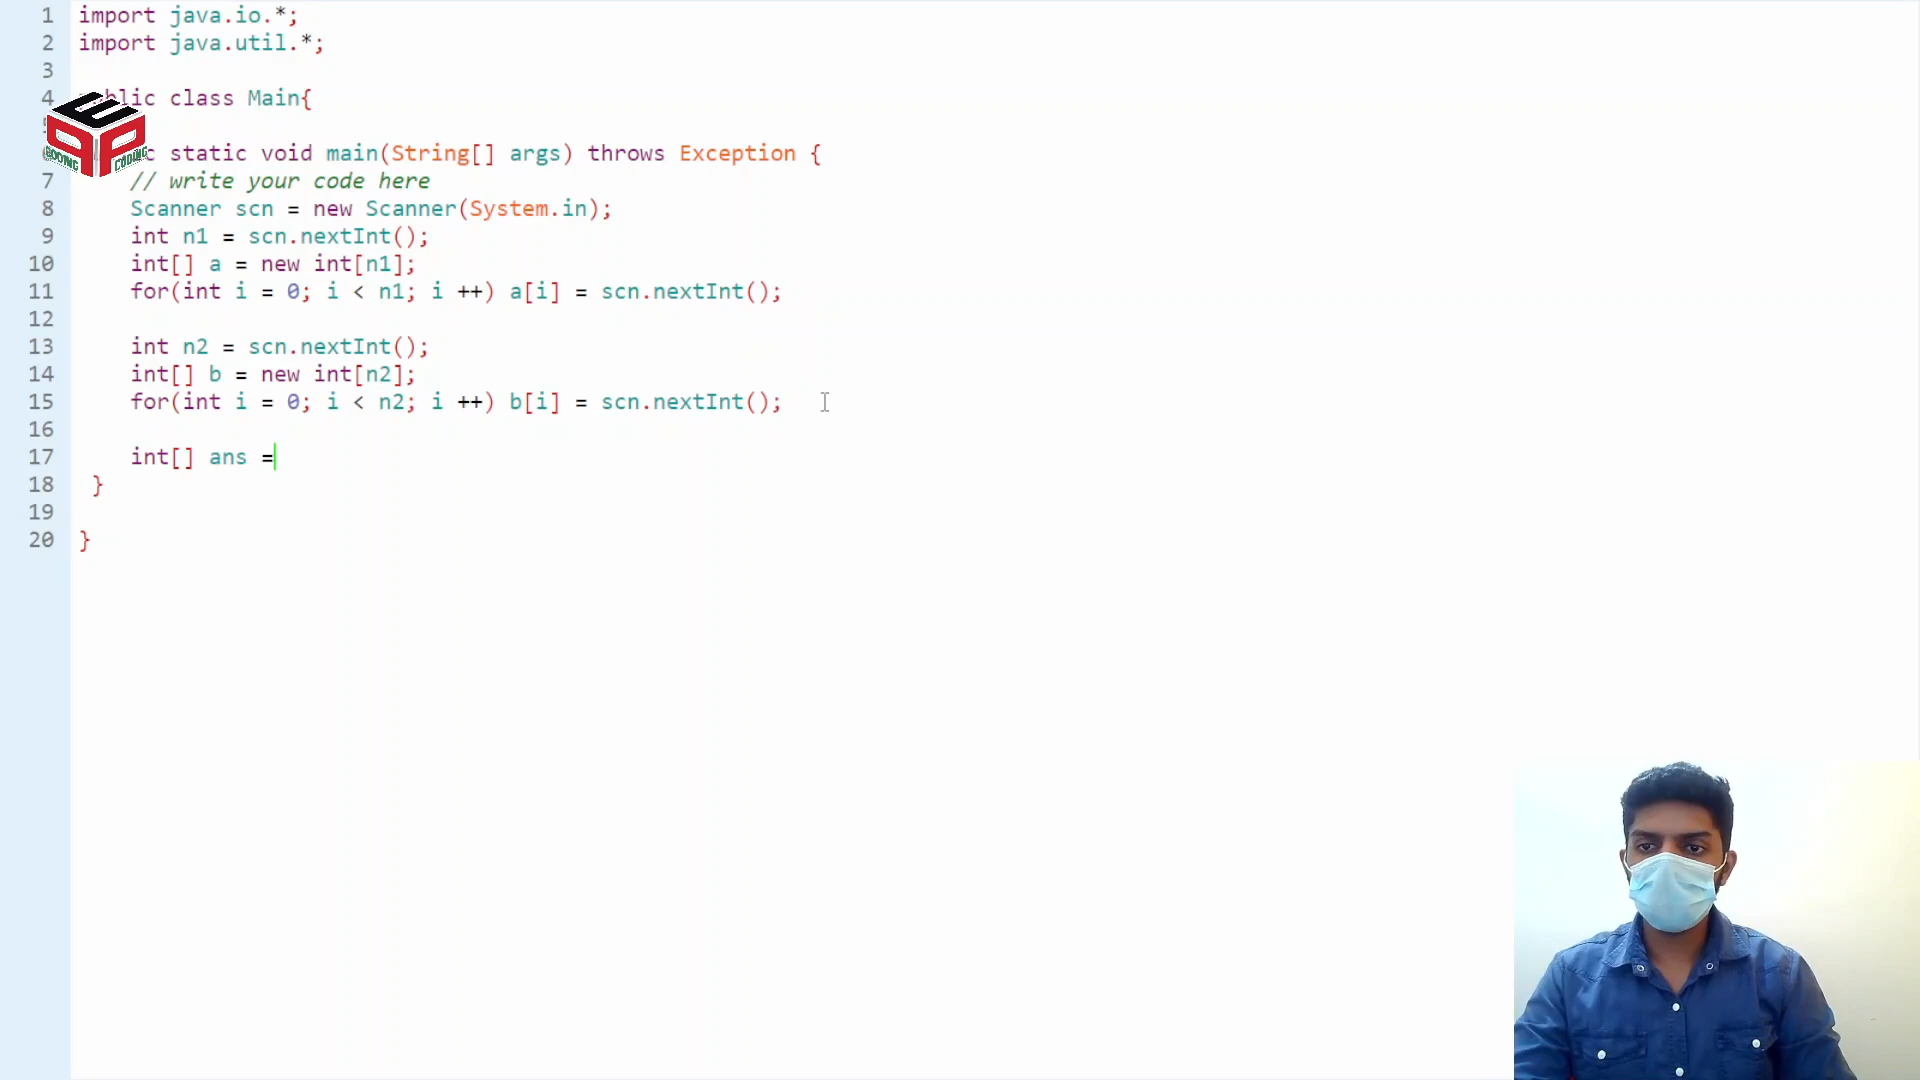 1 import java.io.*;
2 import java.util.*;
3
4 public class Main{
static void main(String[] args) throws Exception {
7 // write your code here
8 Scanner scn = new Scanner(System.in);
9 int n1 = scn.nextInt();
10 int[] a = new int[n1];
11 for(int i = 0; i < n1; i ++) a[i] = scn.nextInt();
12
13 int n2 = scn.nextInt();
14 int[] b = new int[n2];
15 for(int i = 0; i < n2; i ++) b[i] = scn.nextInt();
16
17 int[] ans =
18 }
19
20 }
PEP
CODING